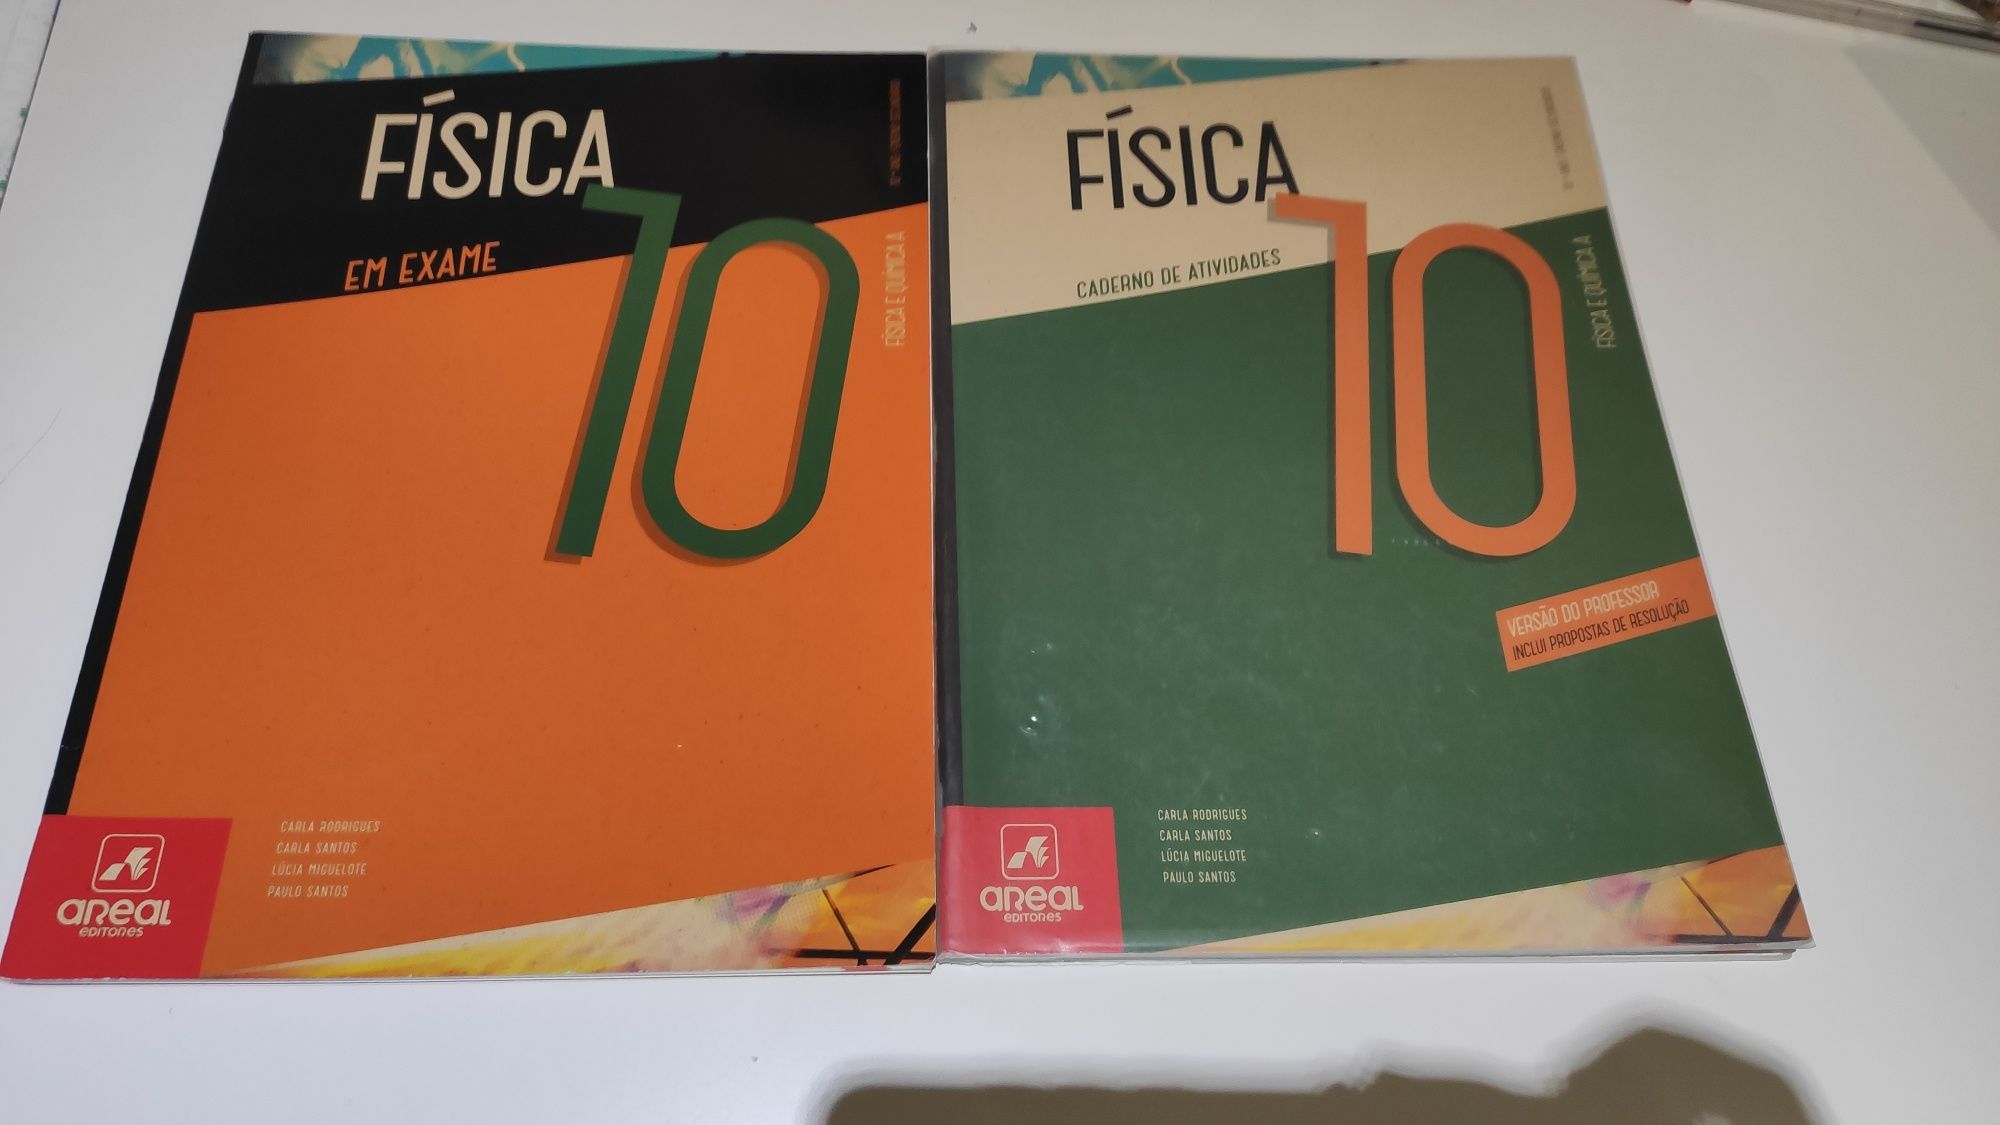 FÍSICA
10
EM EXAME
FÍSICA E QUÍMICA A
CARLA RODRIGUES
CARLA SANTOS
LÚCIA MIGUELOTE
PAULO SANTOS
aReal
EDITORES
FÍSICA
10
CADERNO DE ATIVIDADES
FÍSICA E QUÍMICA A
VERSÃO DO PROFESSOR
INCLUI PROPOSTAS DE RESOLUÇÃO
CARLA RODRIGUES
CARLA SANTOS
LÚCIA MIGUELOTE
PAULO SANTOS
aReal
EDITORES